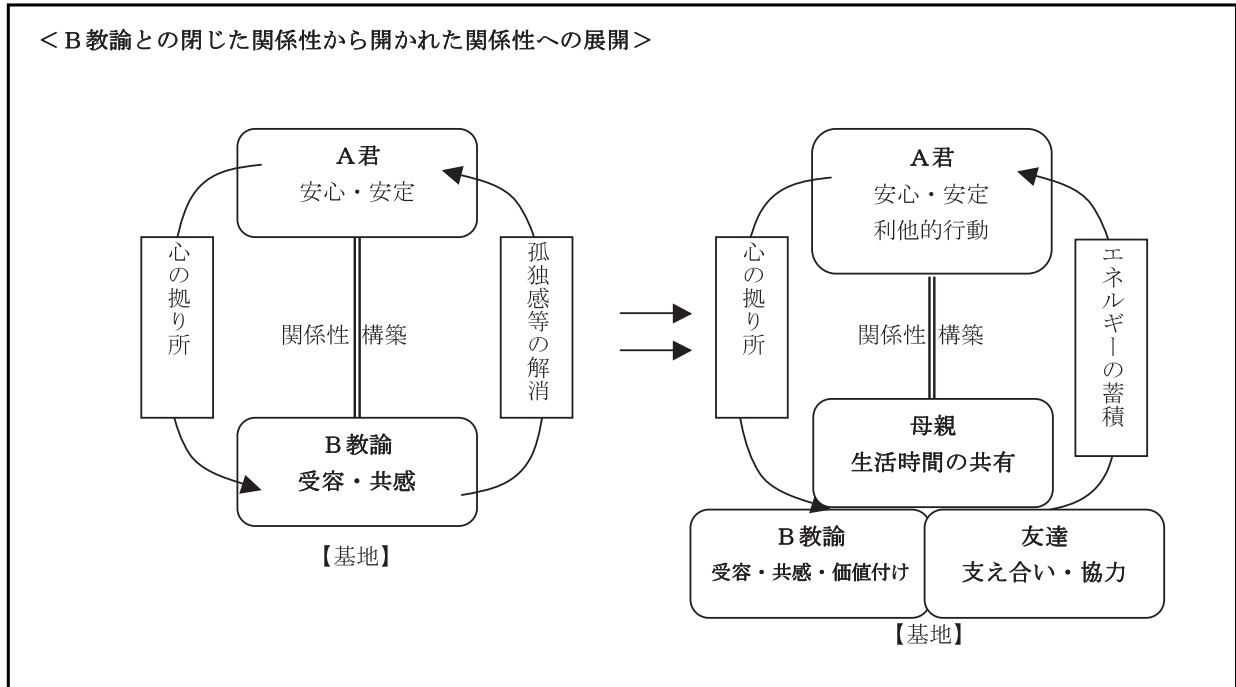 ＜Ｂ教諭との閉じた関係性から開かれた関係性への展開＞
Ａ君
安心・安定
心の拠り所
孤独感等の解消
関係性 構築
Ｂ教諭
受容・共感
【基地】
Ａ君
安心・安定
利他的行動
心の拠り所
エネルギーの蓄積
関係性 構築
母親
生活時間の共有
Ｂ教諭
受容・共感・価値付け
友達
支え合い・協力
【基地】